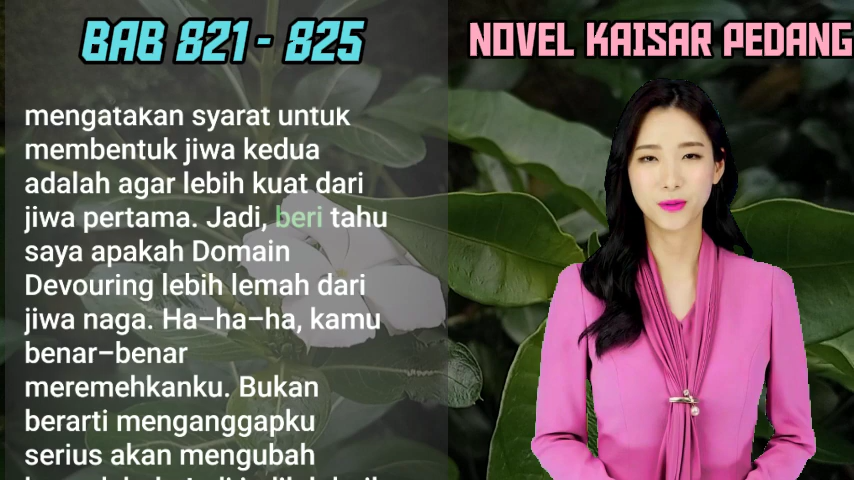 BAB 821 - 825
NOVEL KAISAR PEDANG
mengatakan syarat untuk
membentuk jiwa kedua
adalah agar lebih kuat dari
jiwa pertama. Jadi, beri tahu
saya apakah Domain
Devouring lebih lemah dari
jiwa naga. Ha–ha–ha, kamu
benar–benar
meremehkanku. Bukan
berarti menganggapku
serius akan mengubah